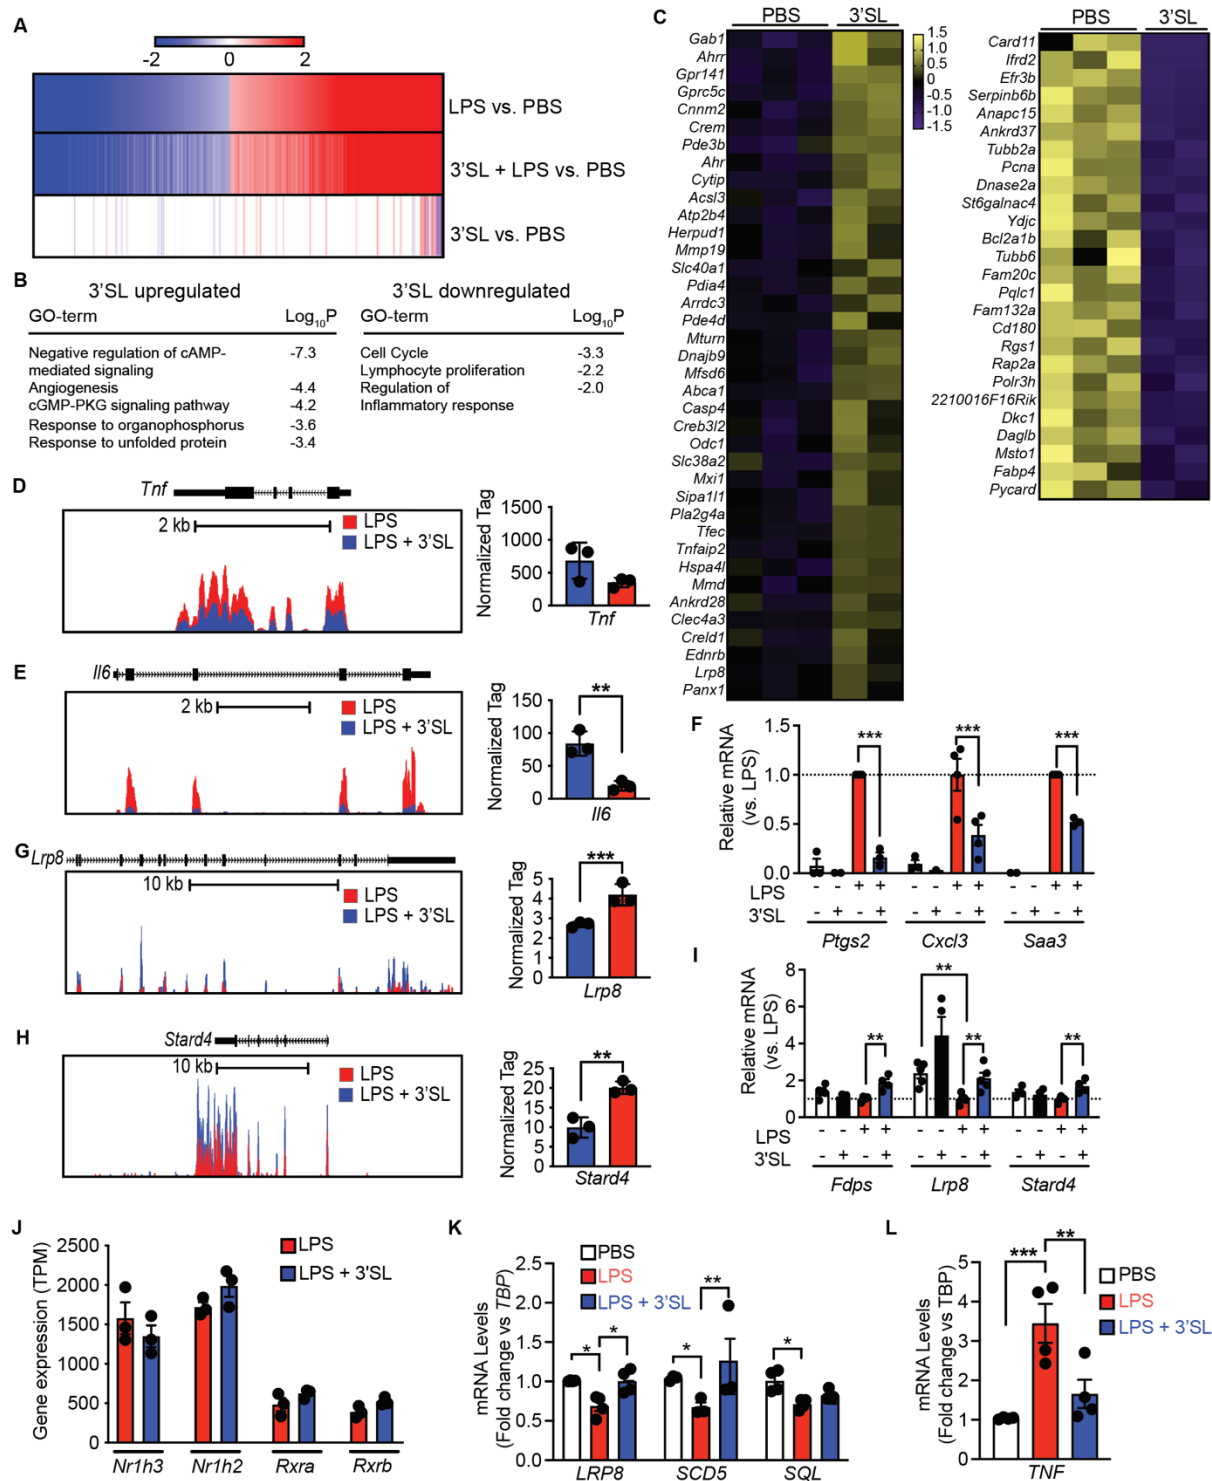 A
-2 0 2
LPS vs. PBS
3'SL + LPS vs. PBS
3'SL vs. PBS
B
3'SL upregulated
GO-term Log10P
Negative regulation of cAMP-mediated signaling -7.3
Angiogenesis -4.4
cGMP-PKG signaling pathway -4.2
Response to organophosphorus -3.6
Response to unfolded protein -3.4
3'SL downregulated
GO-term Log10P
Cell Cycle -3.3
Lymphocyte proliferation -2.2
Regulation of -2.0
Inflammatory response
C
PBS 3'SL
Gab1
Ahrr
Gpr141
Gprc5c
Cnnm2
Crem
Pde3b
Ahr
Cytip
Acsl3
Atp2b4
Herpud1
Mmp19
Slc40a1
Pdia4
Arrdc3
Pde4d
Mturn
Dnajb9
Mfsd6
Abca1
Casp4
Creb3l2
Odc1
Slc38a2
Mxi1
Sipa1l1
Pla2g4a
Tfec
Tnfaip2
Hspa4l
Mmd
Ankrd28
Clec4a3
Creld1
Ednrb
Lrp8
Panx1
1.5
1.0
0.5
0
-0.5
-1.0
-1.5
PBS 3'SL
Card11
Ifrd2
Efr3b
Serpinb6b
Anapc15
Ankrd37
Tubb2a
Pcna
Dnase2a
St6galnac4
Ydjc
Bcl2a1b
Tubb6
Fam20c
Pqlc1
Fam132a
Cd180
Rgs1
Rap2a
Polr3h
2210016F16Rik
Dkc1
Daglb
Msto1
Fabp4
Pycard
D
Tnf
2 kb
LPS
LPS + 3'SL
Normalized Tag
1500
1000
500
0
Tnf
E
Il6
2 kb
LPS
LPS + 3'SL
Normalized Tag
150
100
50
0
**
Il6
F
Relative mRNA
(vs. LPS)
1.0
0.5
0.0
*** *** ***
LPS - - + + - - + + - - + +
3'SL - + - + - + - + - + - +
Ptgs2 Cxcl3 Saa3
G
Lrp8
10 kb
LPS
LPS + 3'SL
Normalized Tag
5
4
3
2
1
0
***
Lrp8
H
Stard4
10 kb
LPS
LPS + 3'SL
Normalized Tag
25
20
15
10
5
0
**
Stard4
I
Relative mRNA
(vs. LPS)
8
6
4
2
0
** ** ** **
LPS - - + + - - + + - - + +
3'SL - + - + - + - + - + - +
Fdps Lrp8 Stard4
J
Gene expression (TPM)
2500
2000
1500
1000
500
0
LPS
LPS + 3'SL
Nr1h3 Nr1h2 Rxra Rxrb
K
mRNA Levels
(Fold change vs TBP)
2.5
2.0
1.5
1.0
0.5
0.0
PBS
LPS
LPS + 3'SL
* * * ** *
LRP8 SCD5 SQL
L
mRNA Levels
(Fold change vs TBP)
5
4
3
2
1
0
*** **
PBS
LPS
LPS + 3'SL
TNF